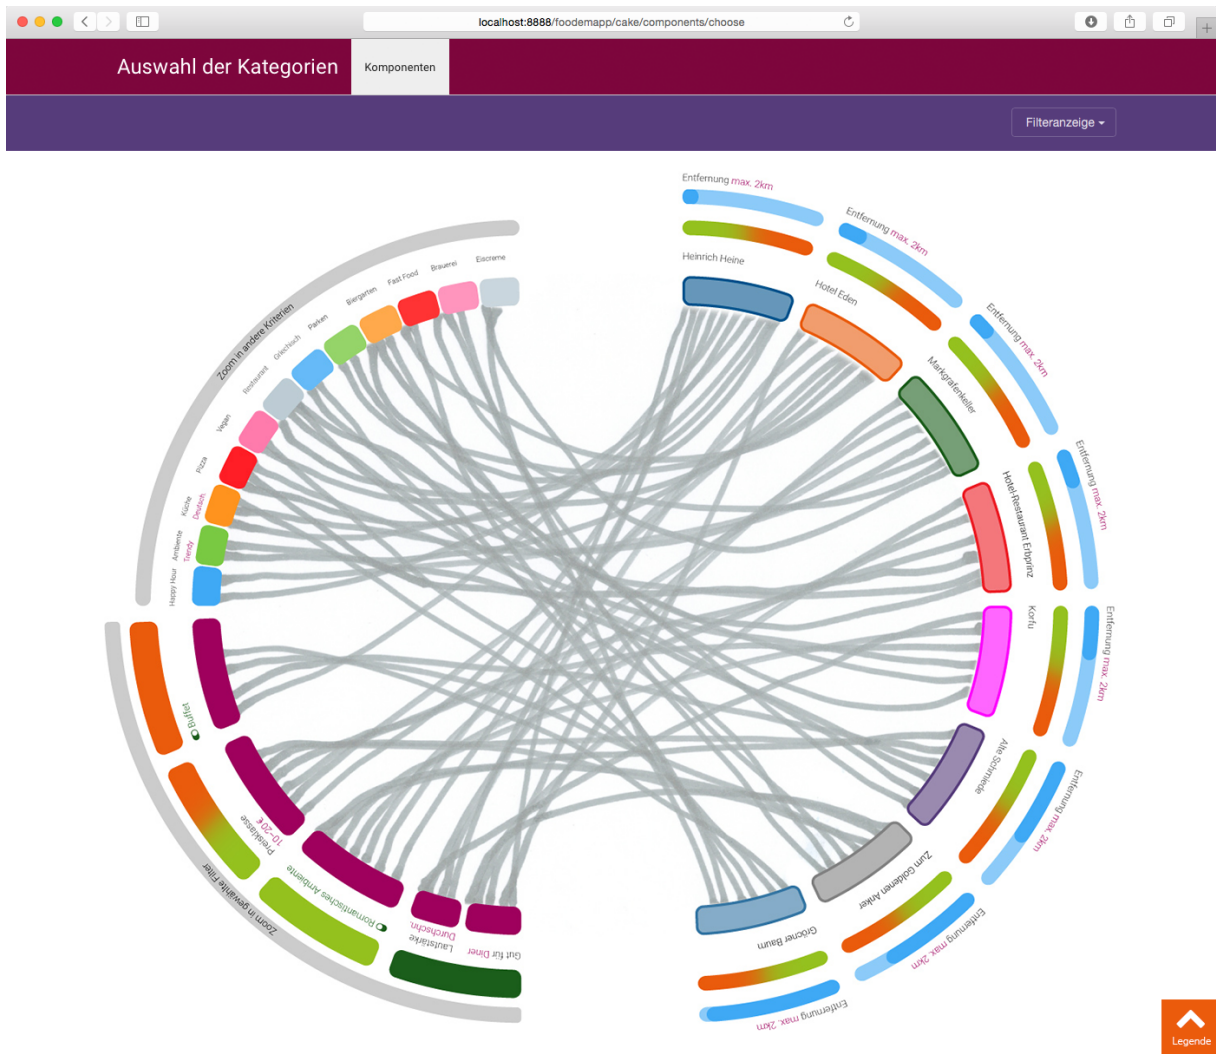 localhost:8888/foodemapp/cake/components/choose
Auswahl der Kategorien
Komponenten
Filteranzeige
Zoom in andere Kriterien
Eiscreme
Brauerei
Fast Food
Biergarten
Parken
Griechisch
Restaurant
Vegan
Pizza
Küche
Deutsch.
Ambiente
Trendy
Happy Hour
Buffet
Preisklasse
10-20€
Romantisches Ambiente
Lautstärke
Durchschn.
Gut für Diner
Zoom in gewählte Filter
Entfernung max. 2km
Heinrich Heine
Entfernung max. 2km
Hotel Eden
Entfernung max. 2km
Markgrafenkeller
Entfernung max. 2km
Hotel-Restaurant Erbprinz
Entfernung max. 2km
Korfu
Entfernung max. 2km
Alte Schmiede
Entfernung max. 2km
Zum Goldenen Anker
Entfernung max. 2km
Gröcner Baum
Legende